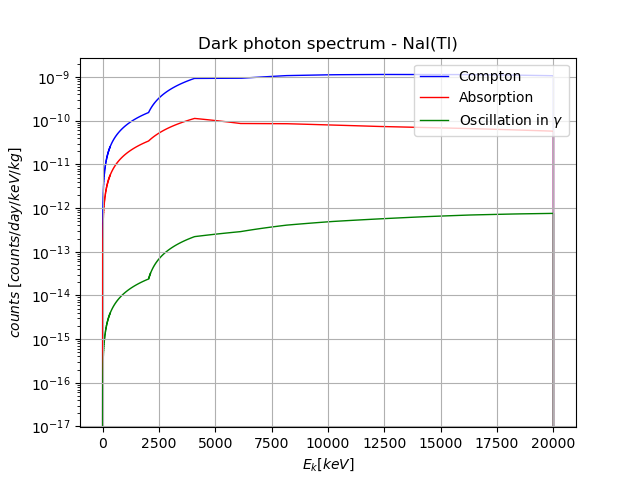 Dark photon spectrum - NaI(Tl)
counts [counts/day/keV/kg]
10⁻⁹
10⁻¹⁰
10⁻¹¹
10⁻¹²
10⁻¹³
10⁻¹⁴
10⁻¹⁵
10⁻¹⁶
10⁻¹⁷
Compton
Absorption
Oscillation in γ
0 2500 5000 7500 10000 12500 15000 17500 20000
Eₖ[keV]